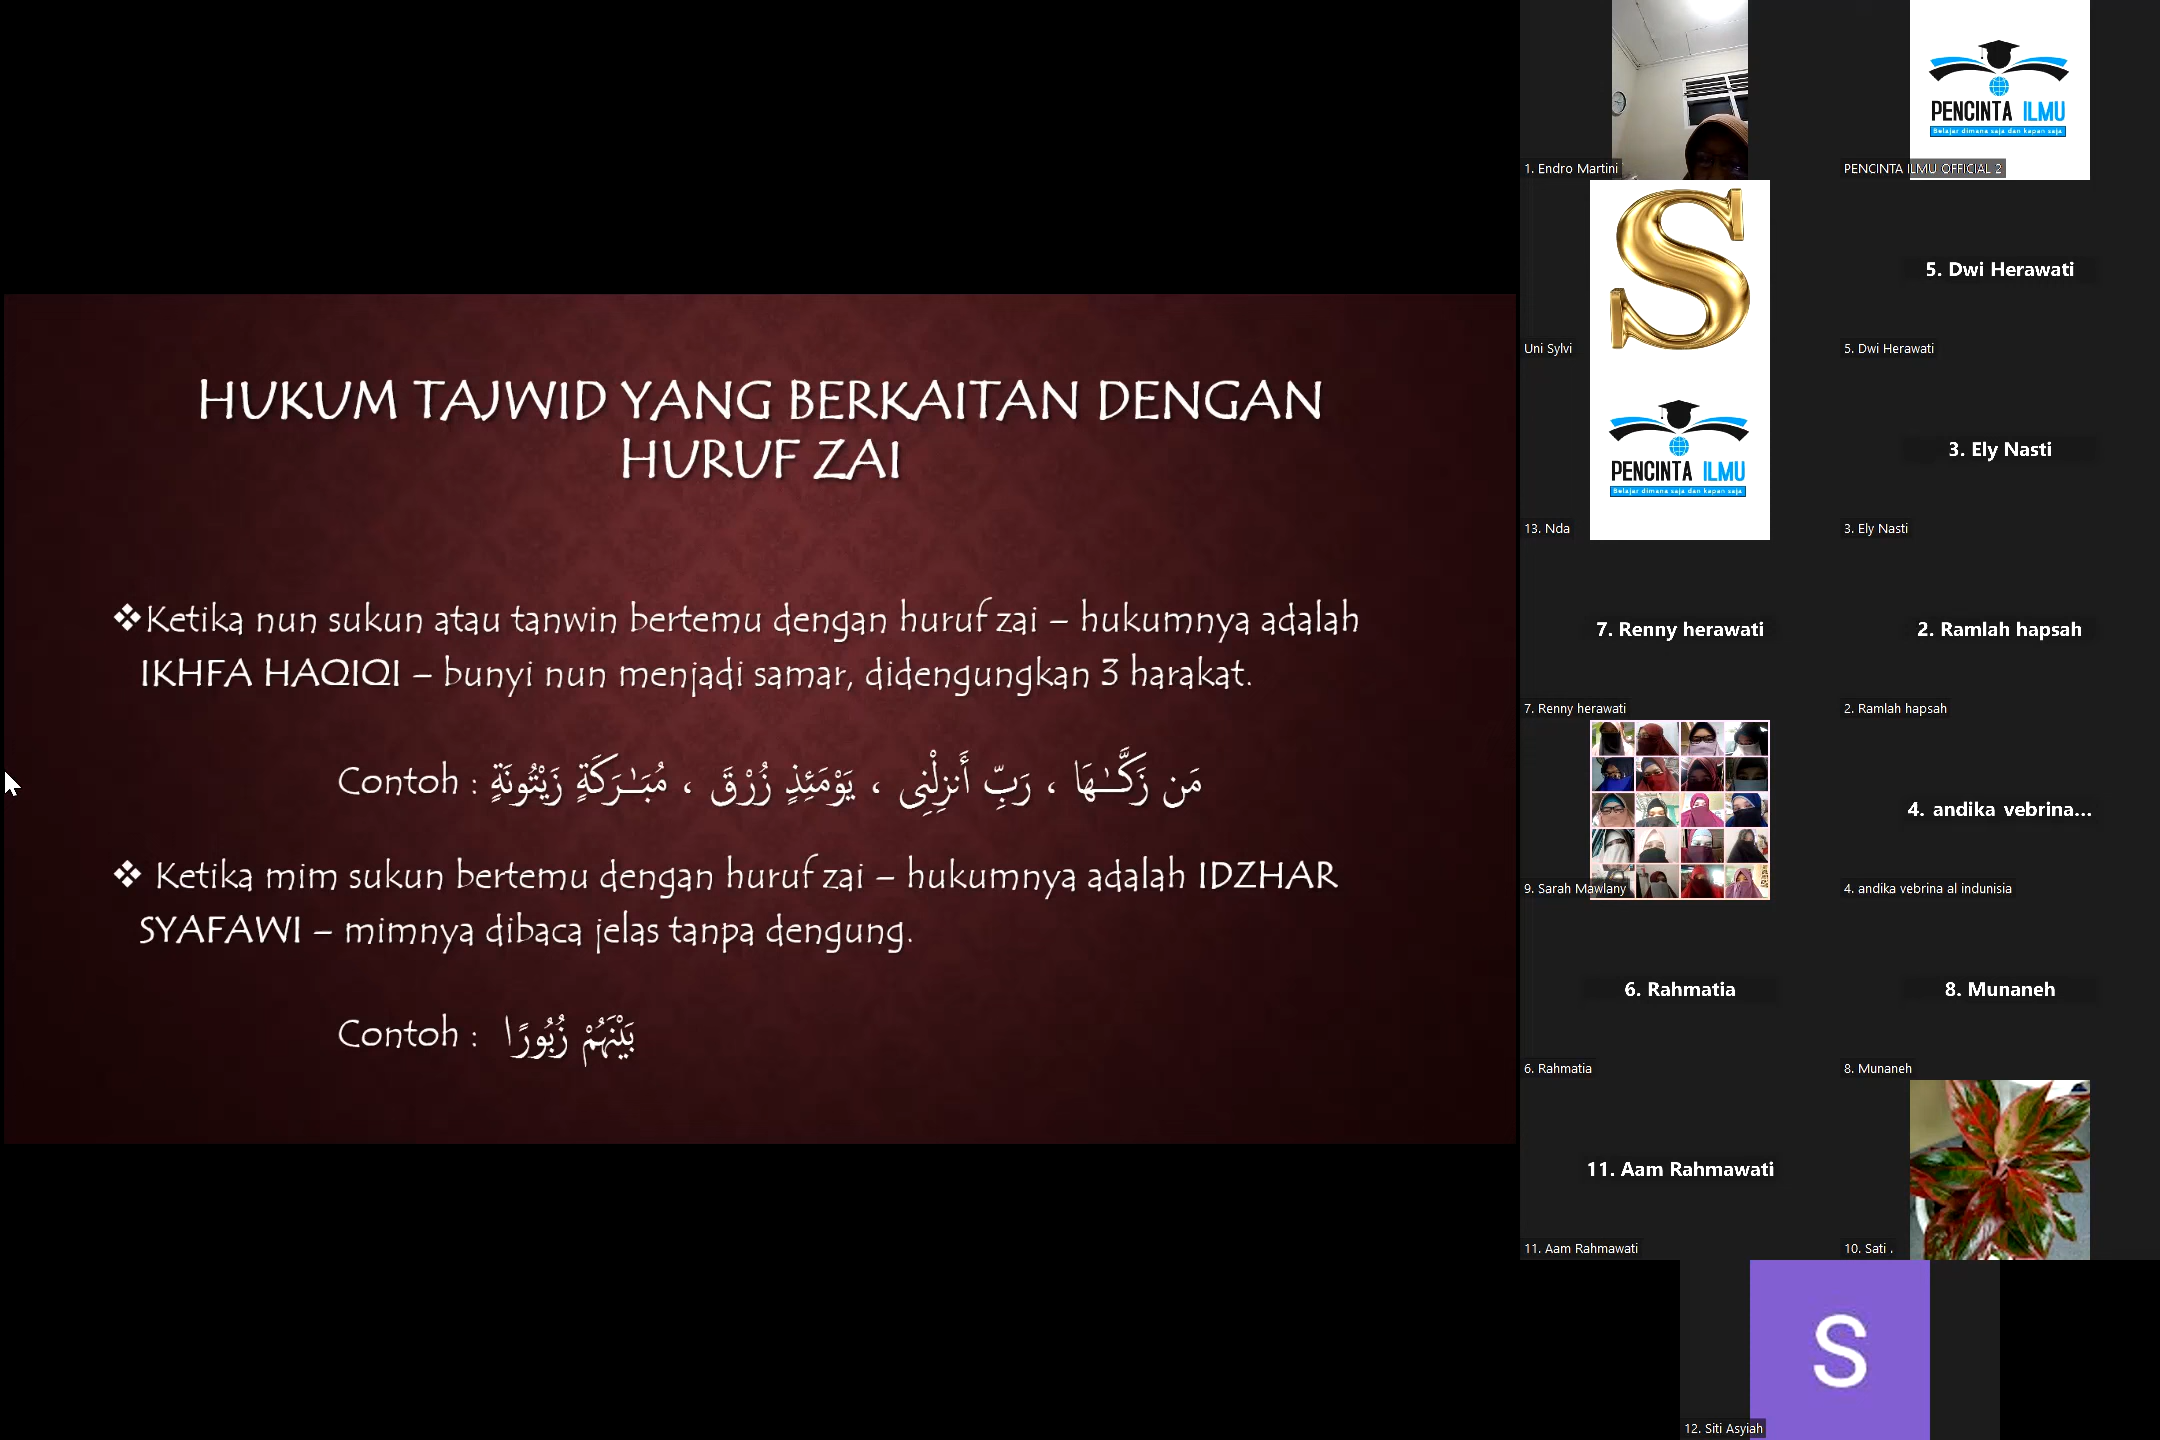 HUKUM TAJWID YANG BERKAITAN DENGAN
HURUF ZAI
❖Ketika nun sukun atau tanwin bertemu dengan huruf zai – hukumnya adalah
IKHFA HAQIQI – bunyi nun menjadi samar, didengungkan 3 harakat.
Contoh : مَن زَكَّىٰهَا ، رَبِّ أَنزِلْنِى ، يَوْمَئِذٍ زُرْقَ ، مُبَـٰرَكَةٍ زَيْتُونَةٍ
❖ Ketika mim sukun bertemu dengan huruf zai – hukumnya adalah IDZHAR
SYAFAWI – mimnya dibaca jelas tanpa dengung.
Contoh : بَيْنَهُمْ زُبُورًا
1. Endro Martini
PENCINTA ILMU
Belajar dimana saja dan kapan saja
PENCINTA ILMU OFFICIAL 2
S
Uni Sylvi
5. Dwi Herawati
5. Dwi Herawati
PENCINTA ILMU
Belajar dimana saja dan kapan saja
13. Nda
3. Ely Nasti
3. Ely Nasti
7. Renny herawati
7. Renny herawati
2. Ramlah hapsah
2. Ramlah hapsah
9. Sarah Mawlany
4. andika vebrina...
4. andika vebrina al indunisia
6. Rahmatia
6. Rahmatia
8. Munaneh
8. Munaneh
11. Aam Rahmawati
11. Aam Rahmawati
10. Sati .
S
12. Siti Asyiah